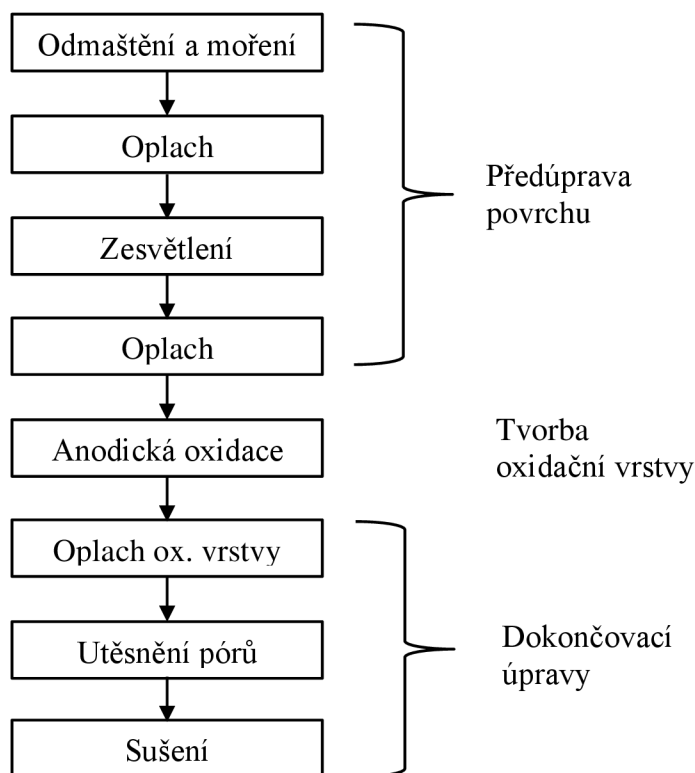 Odmaštění a moření
Oplach
Zesvětlení
Oplach
Předúprava
povrchu
Anodická oxidace
Tvorba
oxidační vrstvy
Oplach ox. vrstvy
Utěsnění pórů
Sušení
Dokončovací
úpravy